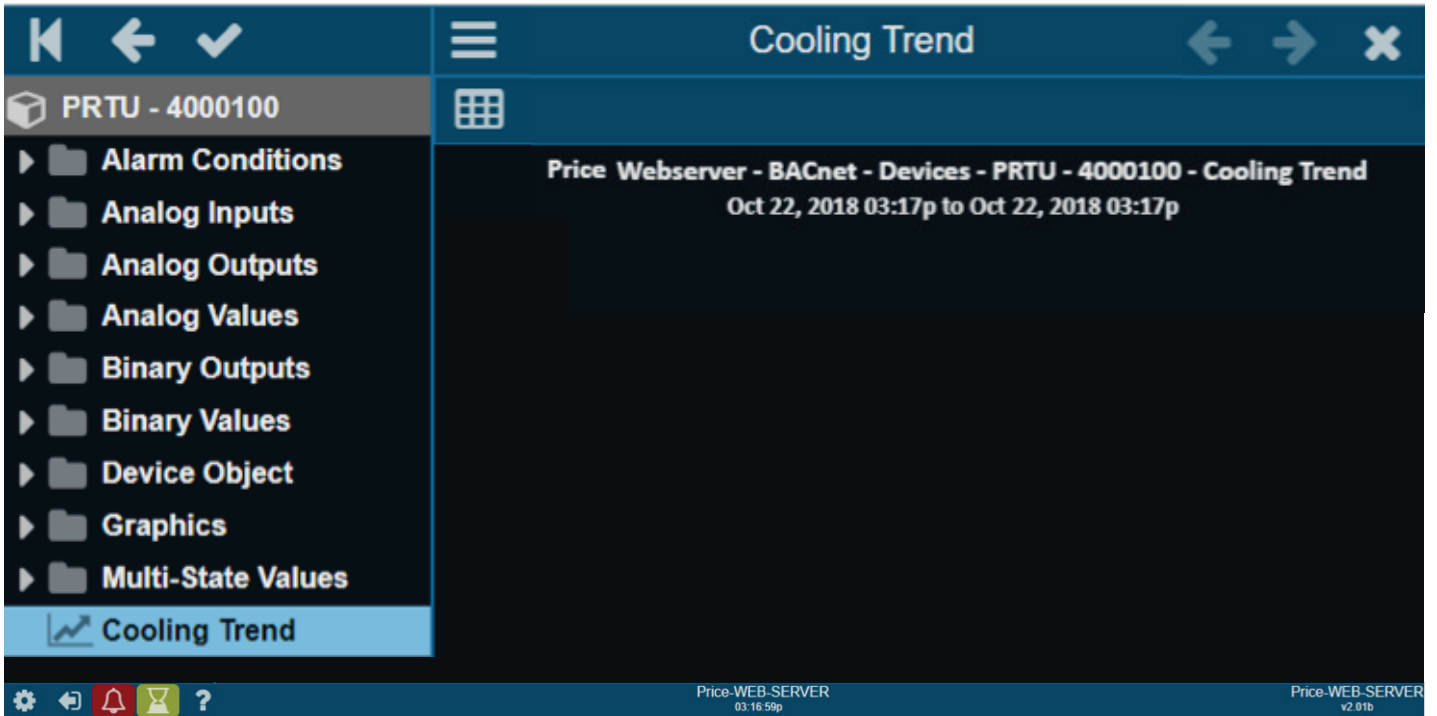 Cooling Trend
PRTU - 4000100
Alarm Conditions
Analog Inputs
Analog Outputs
Analog Values
Binary Outputs
Binary Values
Device Object
Graphics
Multi-State Values
Cooling Trend
Price Webserver - BACnet - Devices - PRTU - 4000100 - Cooling Trend
Oct 22, 2018 03:17p to Oct 22, 2018 03:17p
?
Price-WEB-SERVER
03:16:59p
Price-WEB-SERVER
v2.01b